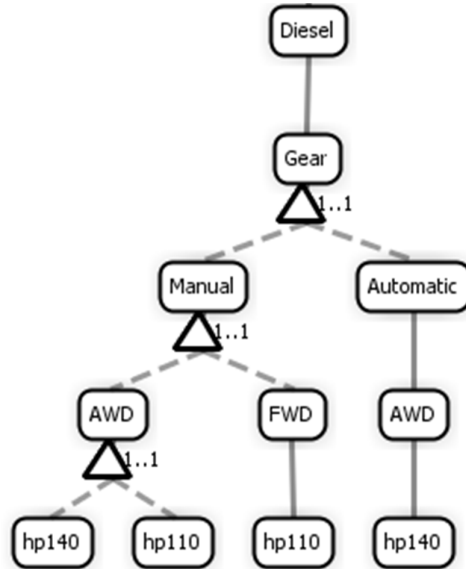 Diesel
Gear
1..1
Manual
Automatic
1..1
AWD
FWD
AWD
1..1
hp140
hp110
hp110
hp140